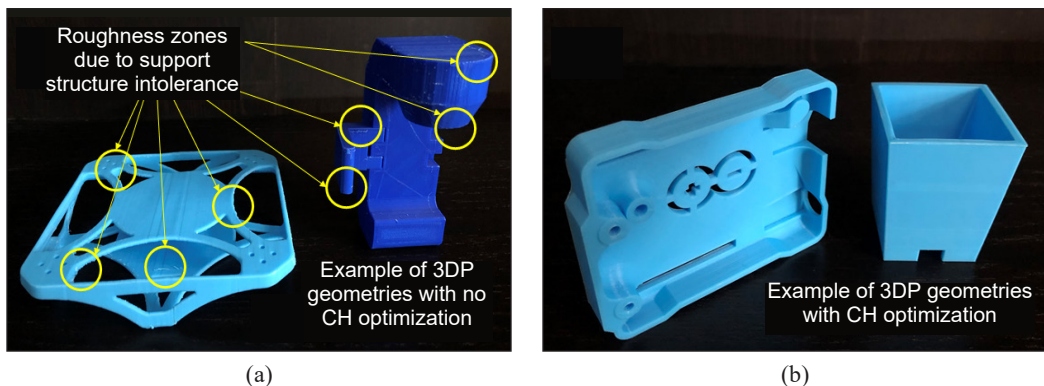 Roughness zones
due to support
structure intolerance
Example of 3DP
geometries with no
CH optimization
Example of 3DP geometries
with CH optimization
(a)
(b)